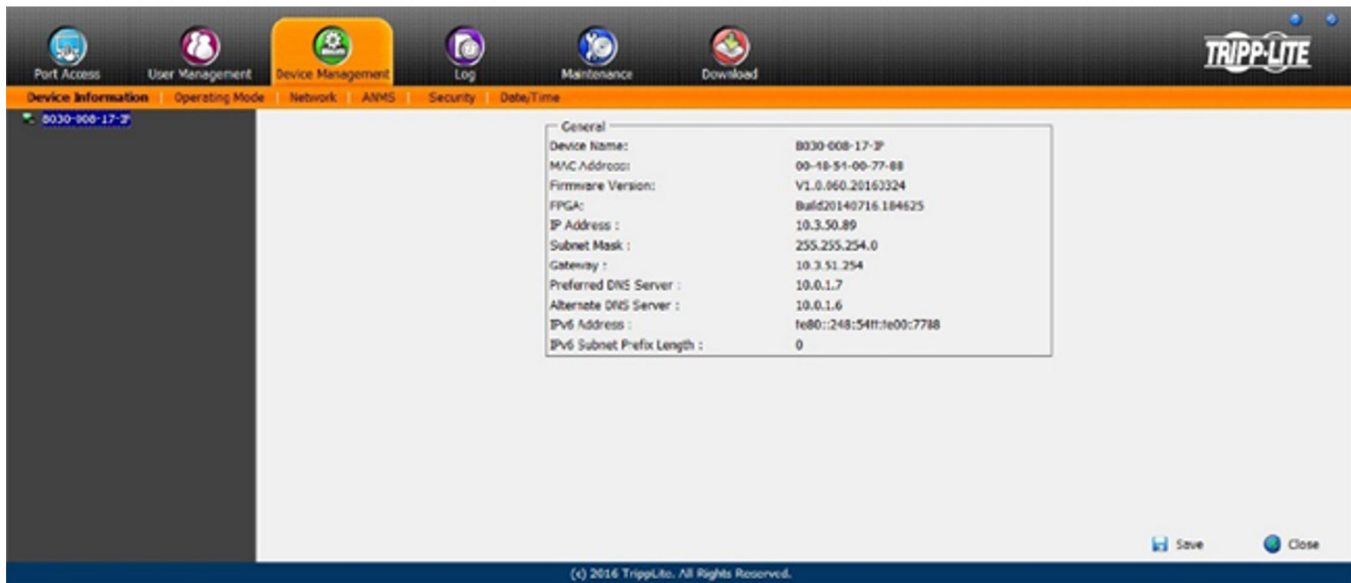 Port Access
User Management
Device Management
Log
Maintenance
Download
TRIPP-LITE
Device Information | Operating Mode | Network | ANMS | Security | Date/Time
B030-008-17-IP
General
Device Name: B030-008-17-IP
MAC Address: 00-48-54-00-77-88
Firmware Version: V1.0.060.20160324
FPGA: Build20140716.184625
IP Address : 10.3.50.89
Subnet Mask : 255.255.254.0
Gateway : 10.3.51.254
Preferred DNS Server : 10.0.1.7
Alternate DNS Server : 10.0.1.6
IPv6 Address : fe80::248:54ff:fe00:7788
IPv6 Subnet Prefix Length : 0
Save
Close
(c) 2016 TrippLite. All Rights Reserved.